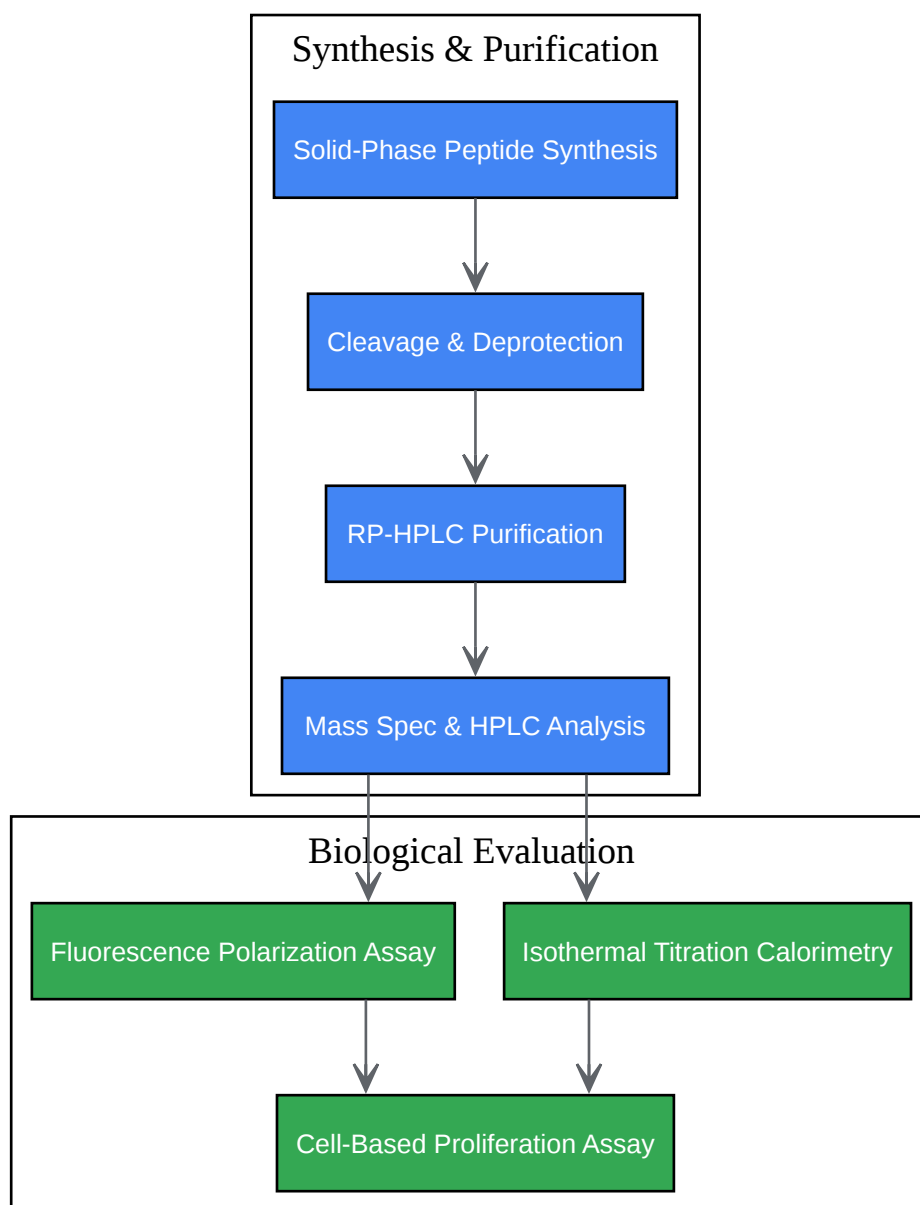 Synthesis & Purification
Solid-Phase Peptide Synthesis
Cleavage & Deprotection
RP-HPLC Purification
Mass Spec & HPLC Analysis
Biological Evaluation
Fluorescence Polarization Assay
Isothermal Titration Calorimetry
Cell-Based Proliferation Assay